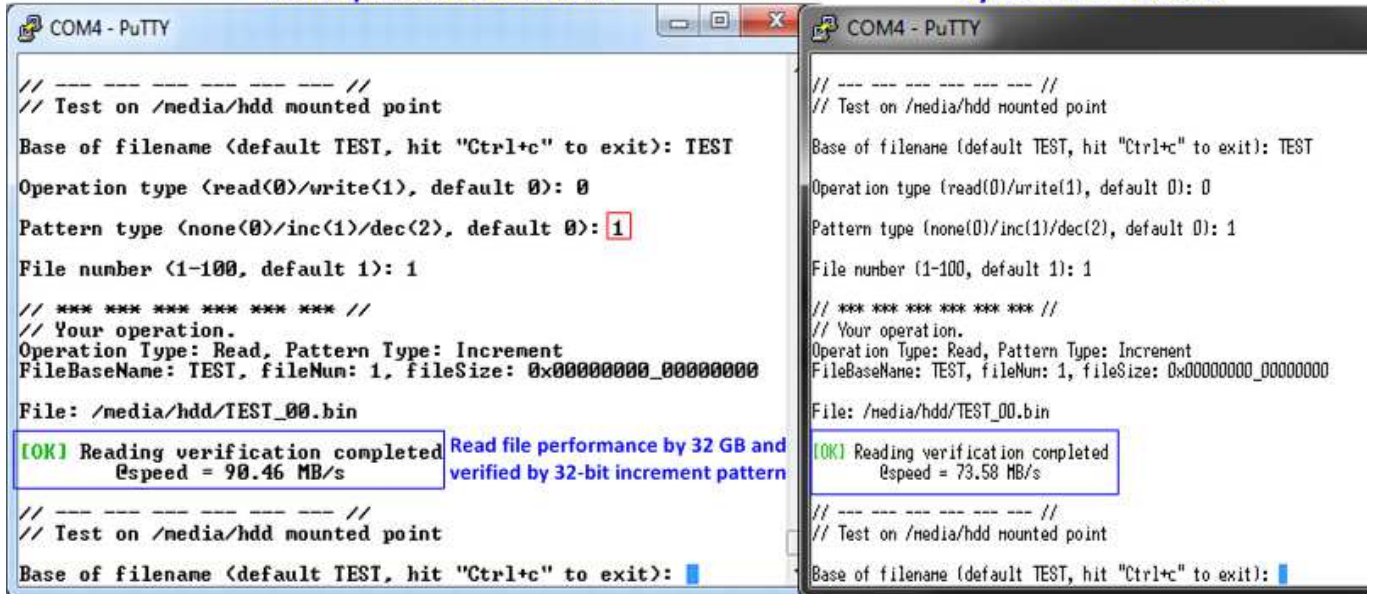 COM4 - PuTTY
// --- --- --- --- --- --- //
// Test on /media/hdd mounted point
Base of filename (default TEST, hit "Ctrl+c" to exit): TEST
Operation type (read(0)/write(1), default 0): 0
Pattern type (none(0)/inc(1)/dec(2), default 0): 1
File number (1-100, default 1): 1
// *** *** *** *** *** *** //
// Your operation.
Operation Type: Read, Pattern Type: Increment
FileBaseName: TEST, fileNum: 1, fileSize: 0x00000000_00000000
File: /media/hdd/TEST_00.bin
[OK] Reading verification completed
@speed = 90.46 MB/s
Read file performance by 32 GB and
verified by 32-bit increment pattern
// --- --- --- --- --- --- //
// Test on /media/hdd mounted point
Base of filename (default TEST, hit "Ctrl+c" to exit):
COM4 - PuTTY
// --- --- --- --- --- --- //
// Test on /media/hdd mounted point
Base of filename (default TEST, hit "Ctrl+c" to exit): TEST
Operation type (read(0)/write(1), default 0): 0
Pattern type (none(0)/inc(1)/dec(2), default 0): 1
File number (1-100, default 1): 1
// *** *** *** *** *** *** //
// Your operation.
Operation Type: Read, Pattern Type: Increment
FileBaseName: TEST, fileNum: 1, fileSize: 0x00000000_00000000
File: /media/hdd/TEST_00.bin
[OK] Reading verification completed
@speed = 73.58 MB/s
// --- --- --- --- --- --- //
// Test on /media/hdd mounted point
Base of filename (default TEST, hit "Ctrl+c" to exit):